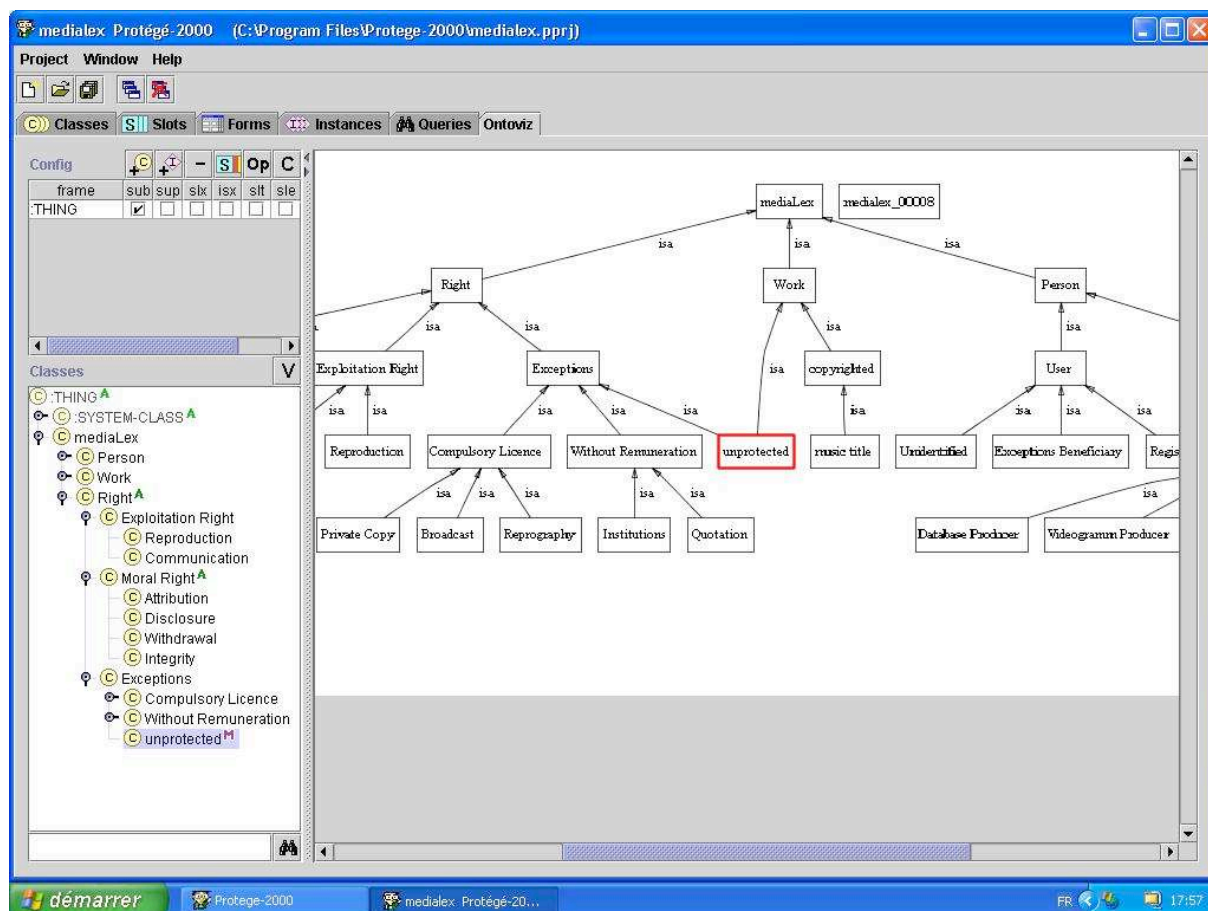 medialex Protégé-2000 (C:\Program Files\Protege-2000\medialex.pprj)
Project Window Help
Classes Slots Forms Instances Queries Ontoviz
Config + C + I − S Op C
frame sub sup slx isx slt sle
:THING
Classes V
:THING A
:SYSTEM-CLASS A
mediaLex
Person
Work
Right A
Exploitation Right
Reproduction
Communication
Moral Right A
Attribution
Disclosure
Withdrawal
Integrity
Exceptions
Compulsory Licence
Without Remuneration
unprotected M
mediaLex medialex_00008
isa isa isa
Right Work Person
isa isa isa isa
Exploitation Right Exceptions isa copyrighted User
isa isa isa isa isa isa isa isa isa
Reproduction Compulsory Licence Without Remuneration unprotected music title Unidentified Exceptions Beneficiary Regis
isa isa isa isa isa isa
Private Copy Broadcast Reprography Institutions Quotation Database Producer Videogramm Producer
démarrer Protege-2000 medialex Protégé-20... FR 17:57